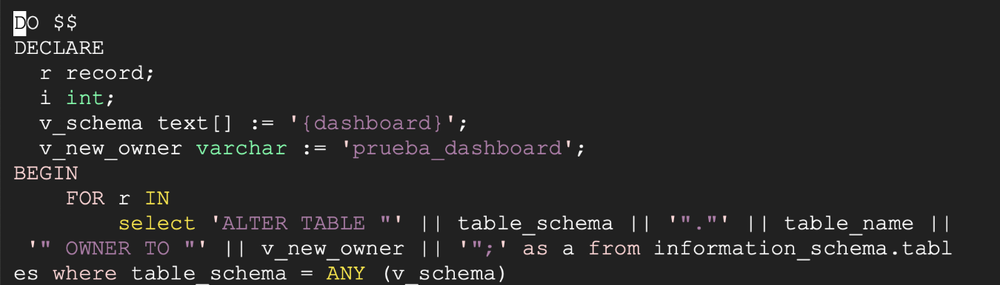 DO $$
DECLARE
  r record;
  i int;
  v_schema text[] := '{dashboard}';
  v_new_owner varchar := 'prueba_dashboard';
BEGIN
    FOR r IN
        select 'ALTER TABLE "' || table_schema || '"."' || table_name ||
 '" OWNER TO "' || v_new_owner || '";' as a from information_schema.tabl
es where table_schema = ANY (v_schema)